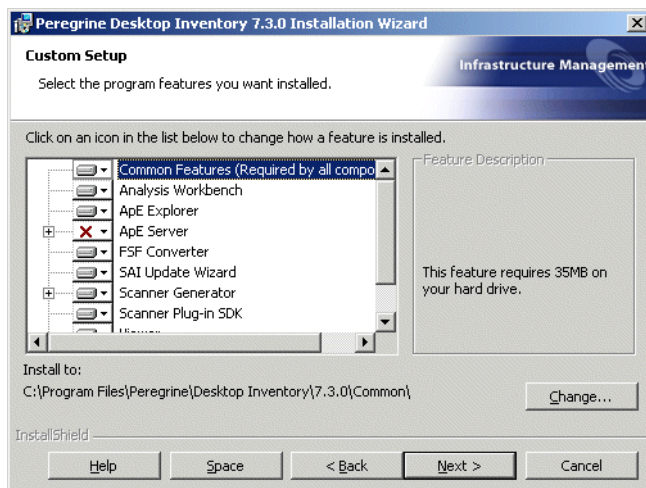 Peregrine Desktop Inventory 7.3.0 Installation Wizard
Custom Setup
Infrastructure Management
Select the program features you want installed.
Click on an icon in the list below to change how a feature is installed.
Feature Description
Common Features (Required by all compo
Analysis Workbench
ApE Explorer
ApE Server
FSF Converter
SAI Update Wizard
Scanner Generator
Scanner Plug-in SDK
Viewer
This feature requires 35MB on
your hard drive.
Install to:
C:\Program Files\Peregrine\Desktop Inventory\7.3.0\Common\
Change...
InstallShield
Help
Space
< Back
Next >
Cancel